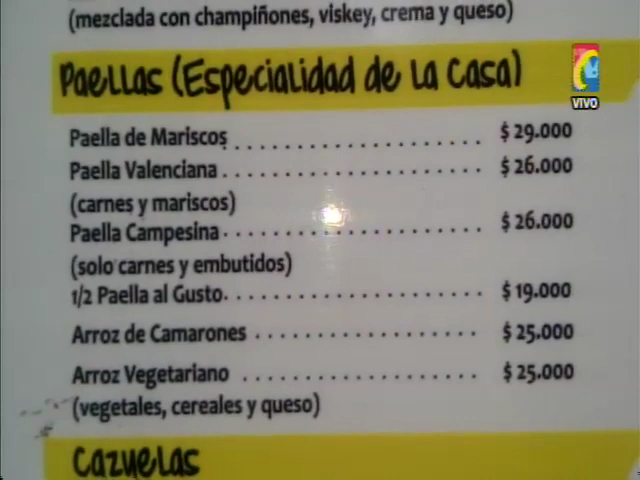 (mezclada con champiñones, viskey, crema y queso)
Paellas (Especialidad de la Casa)
VIVO
Paella de Mariscos ...................... $ 29.000
Paella Valenciana ....................... $ 26.000
(carnes y mariscos)
Paella Campesina ....................... $ 26.000
(solo carnes y embutidos)
1/2 Paella al Gusto ...................... $ 19.000
Arroz de Camarones .................... $ 25.000
Arroz Vegetariano ..................... $ 25.000
(vegetales, cereales y queso)
Cazuelas